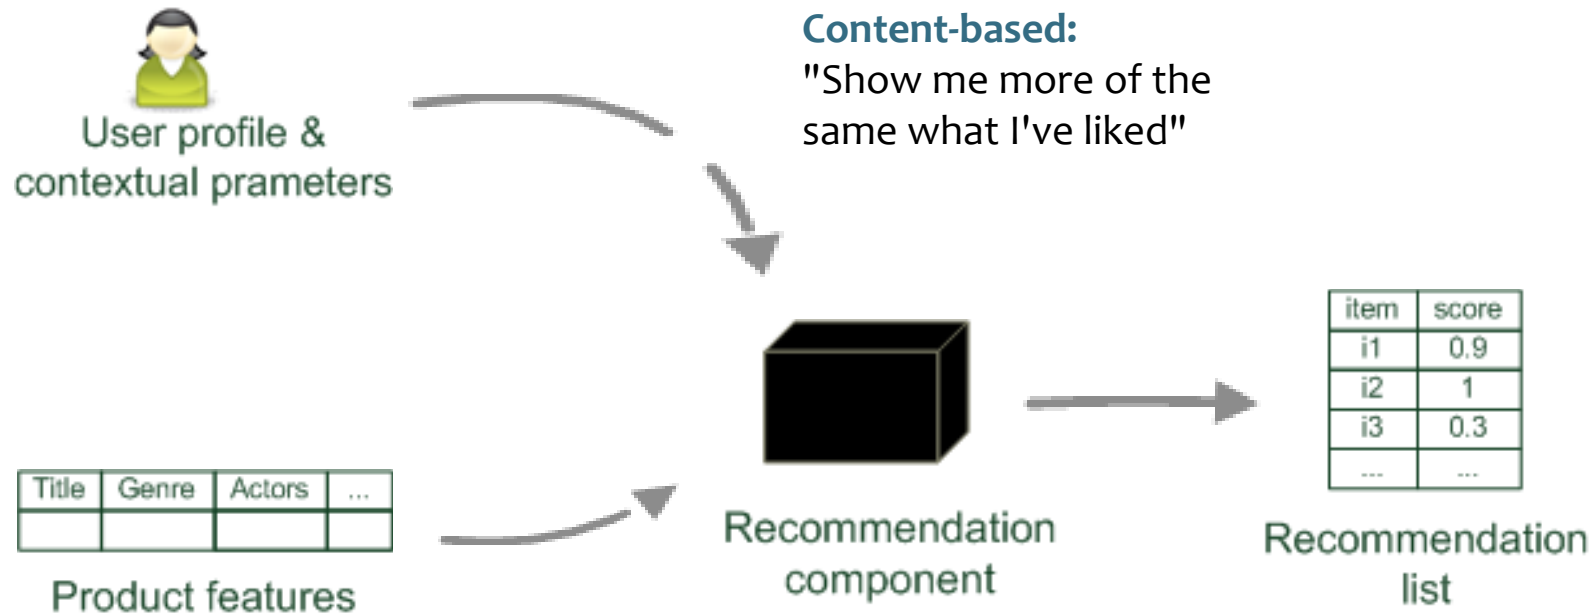 Content-based:
"Show me more of the
same what I've liked"
User profile &
contextual prameters
item score
i1 0.9
i2 1
i3 0.3
... ...
Title Genre Actors ...
Product features
Recommendation
component
Recommendation
list